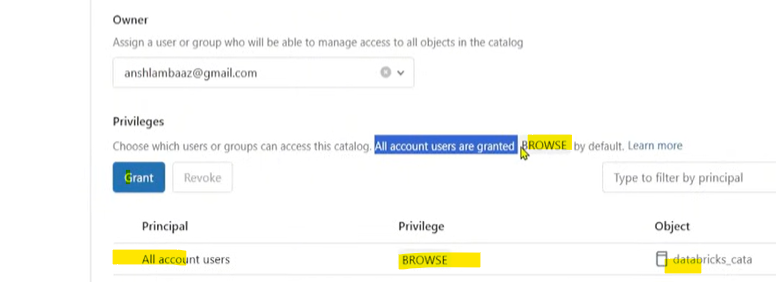 Owner
Assign a user or group who will be able to manage access to all objects in the catalog
anshlambaaz@gmail.com
Privileges
Choose which users or groups can access this catalog. All account users are granted BROWSE by default. Learn more
Grant Revoke Type to filter by principal
Principal Privilege Object
All account users BROWSE databricks_cata